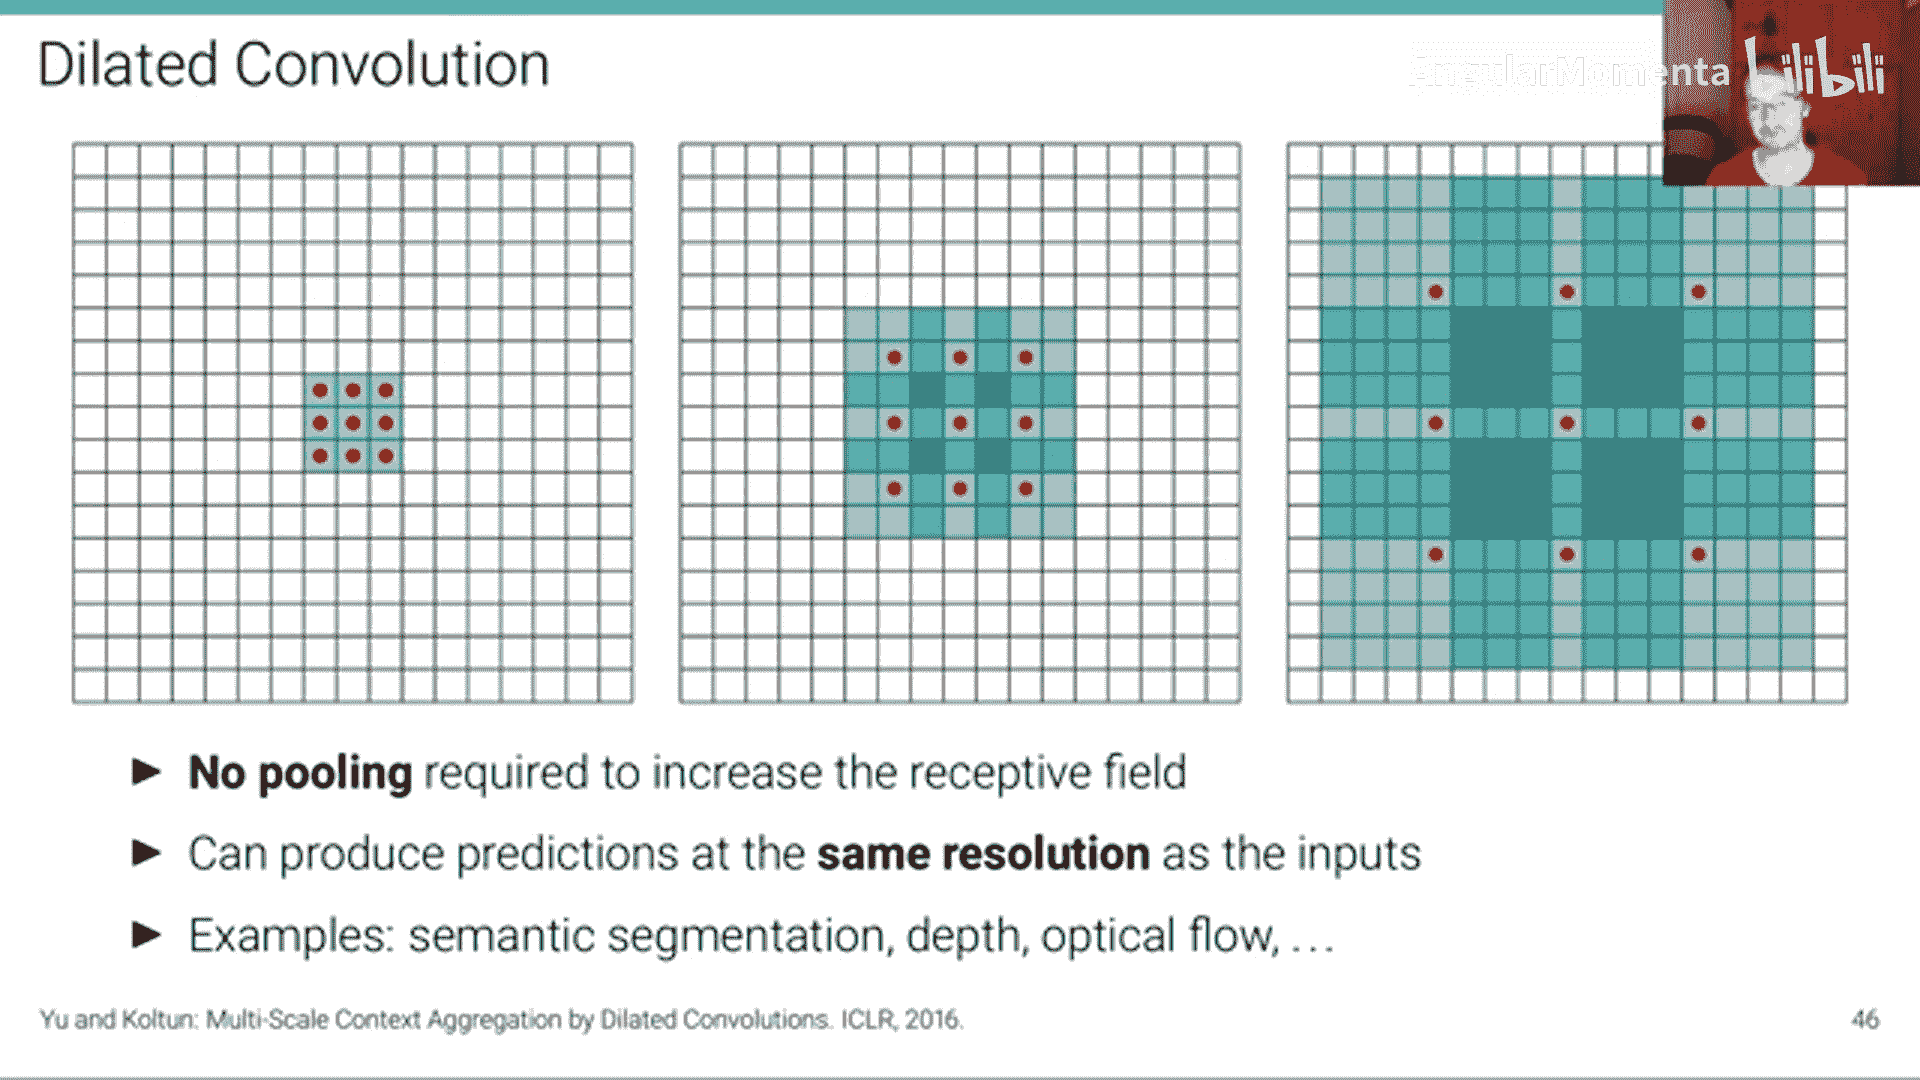 Dilated Convolution
AngularMomenta bilibili
► No pooling required to increase the receptive field
► Can produce predictions at the same resolution as the inputs
► Examples: semantic segmentation, depth, optical flow, …
Yu and Koltun: Multi-Scale Context Aggregation by Dilated Convolutions. ICLR, 2016.
46